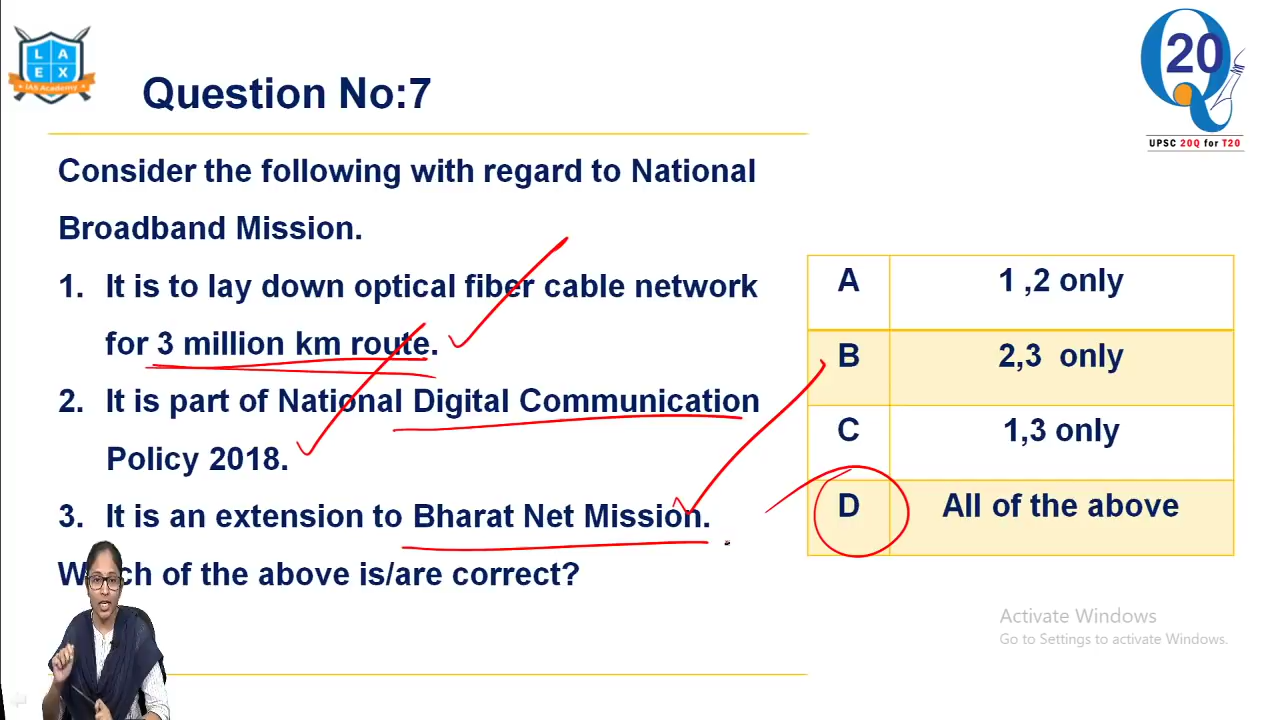 L A
E X
IAS Academy
Question No:7
20
UPSC 20Q for T20
Consider the following with regard to National
Broadband Mission.
1. It is to lay down optical fiber cable network
for 3 million km route.
2. It is part of National Digital Communication
Policy 2018.
3. It is an extension to Bharat Net Mission.
Which of the above is/are correct?
A 1 ,2 only
B 2,3 only
C 1,3 only
D All of the above
Activate Windows
Go to Settings to activate Windows.